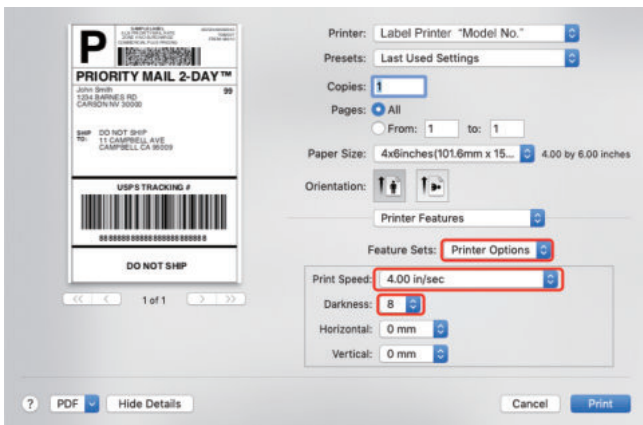 P
SAMPLE LABEL
PRIORITY MAIL 2-DAY™
John Smith 99
1234 BARNES RD
CARSON NV 30000
SHIP TO: DO NOT SHIP
11 CAMPBELL AVE
CAMPBELL CA 95009
USPS TRACKING #
DO NOT SHIP
1 of 1
Printer: Label Printer "Model No."
Presets: Last Used Settings
Copies: 1
Pages: All
From: 1 to: 1
Paper Size: 4x6inches(101.6mm x 15... 4.00 by 6.00 inches
Orientation:
Printer Features
Feature Sets: Printer Options
Print Speed: 4.00 in/sec
Darkness: 8
Horizontal: 0 mm
Vertical: 0 mm
? PDF Hide Details Cancel Print